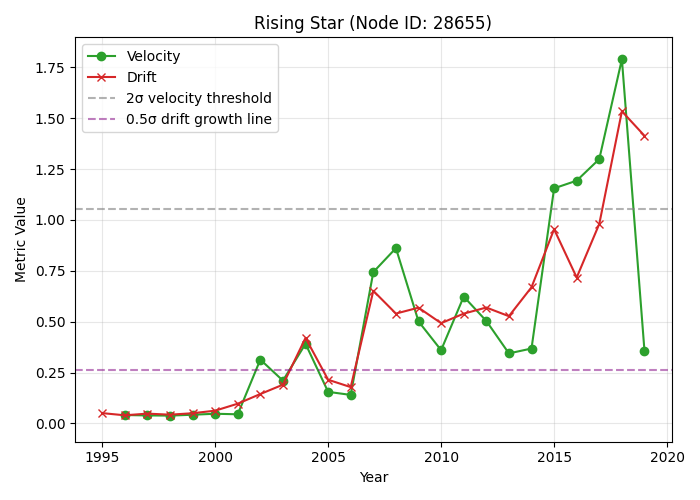 Rising Star (Node ID: 28655)
Velocity
Drift
2σ velocity threshold
0.5σ drift growth line
Metric Value
1.75
1.50
1.25
1.00
0.75
0.50
0.25
0.00
1995
2000
2005
2010
2015
2020
Year